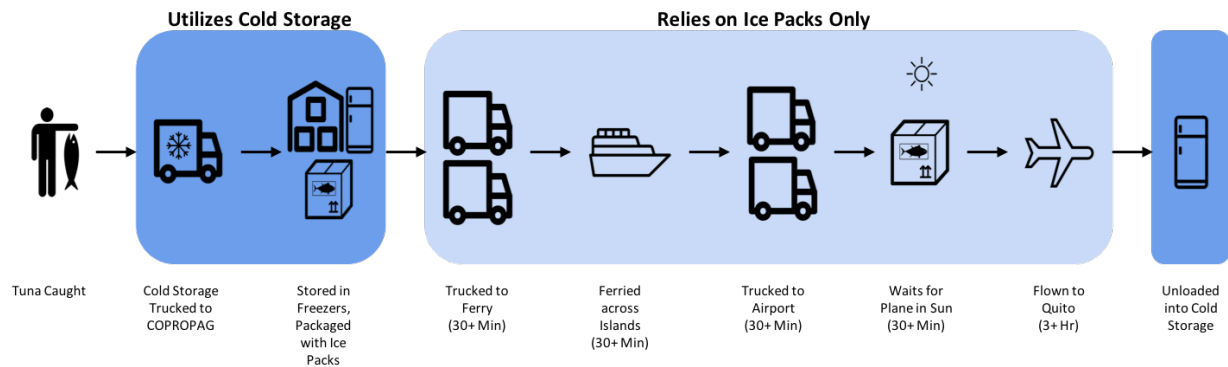 Utilizes Cold Storage
Relies on Ice Packs Only
Tuna Caught
Cold Storage
Trucked to
COPROPAG
Stored in
Freezers,
Packaged
with Ice
Packs
Trucked to
Ferry
(30+ Min)
Ferried
across
Islands
(30+ Min)
Trucked to
Airport
(30+ Min)
Waits for
Plane in Sun
(30+ Min)
Flown to
Quito
(3+ Hr)
Unloaded
into Cold
Storage